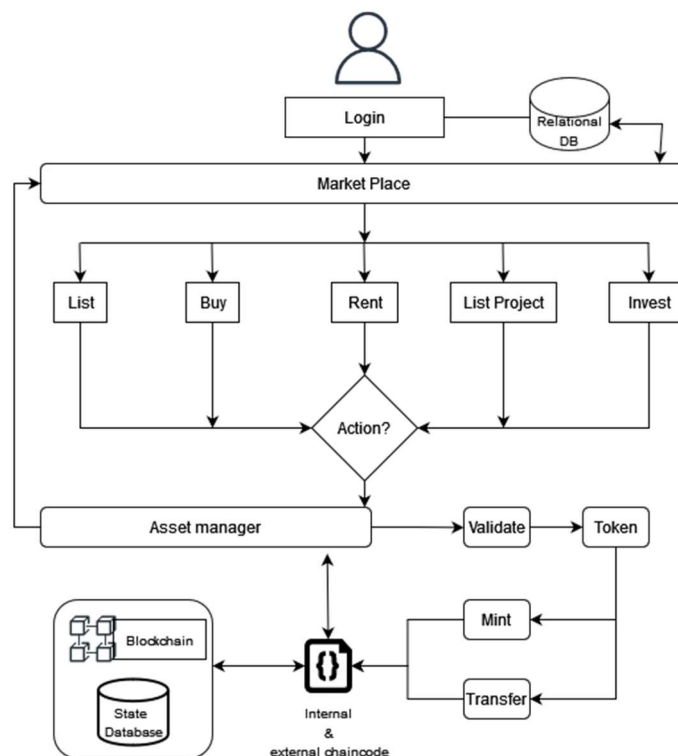 Login
Relational
DB
Market Place
List
Buy
Rent
List Project
Invest
Action?
Asset manager
Validate
Token
Mint
Transfer
Blockchain
State
Database
{}
Internal
&
external chaincode